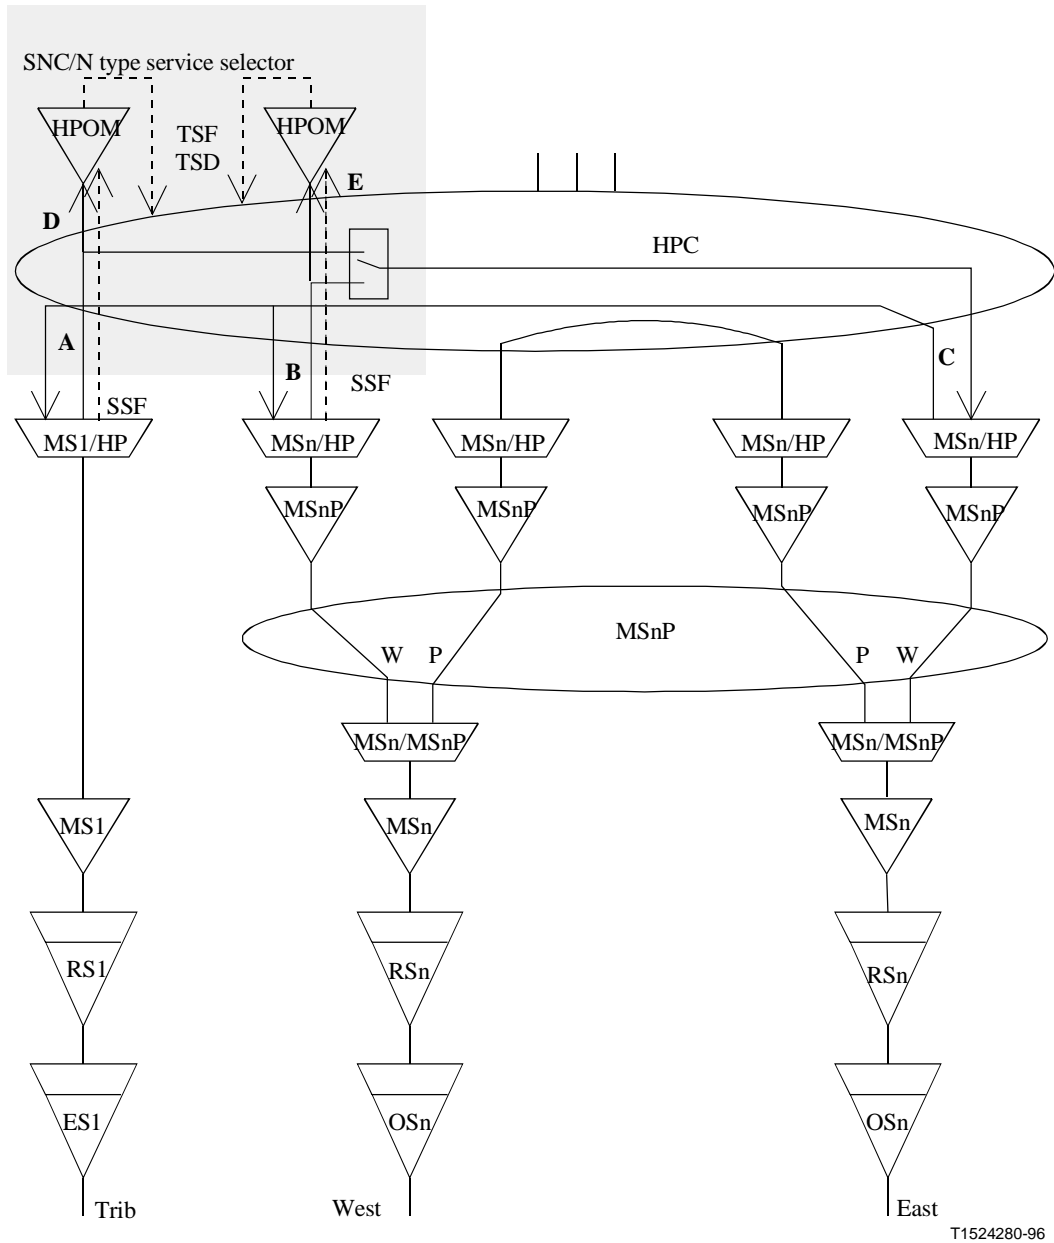 SNC/N type service selector
HPOM
HPOM
TSF
TSD
E
D
HPC
A
B
C
SSF
SSF
MS1/HP
MSn/HP
MSn/HP
MSn/HP
MSn/HP
MSnP
MSnP
MSnP
MSnP
MSnP
W
P
P
W
MSn/MSnP
MSn/MSnP
MS1
MSn
MSn
RS1
RSn
RSn
ES1
OSn
OSn
Trib
West
East
T1524280-96